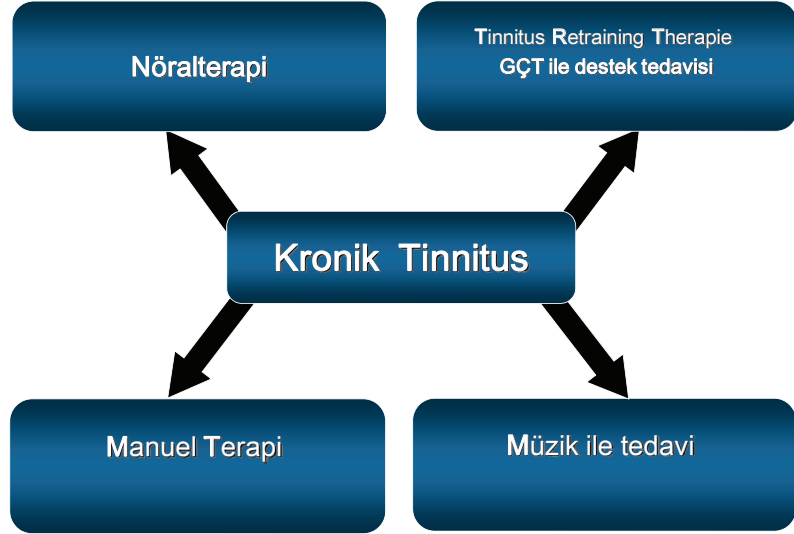 Nöralterapi
Tinnitus Retraining Therapie
GÇT ile destek tedavisi
Kronik Tinnitus
Manuel Terapi
Müzik ile tedavi